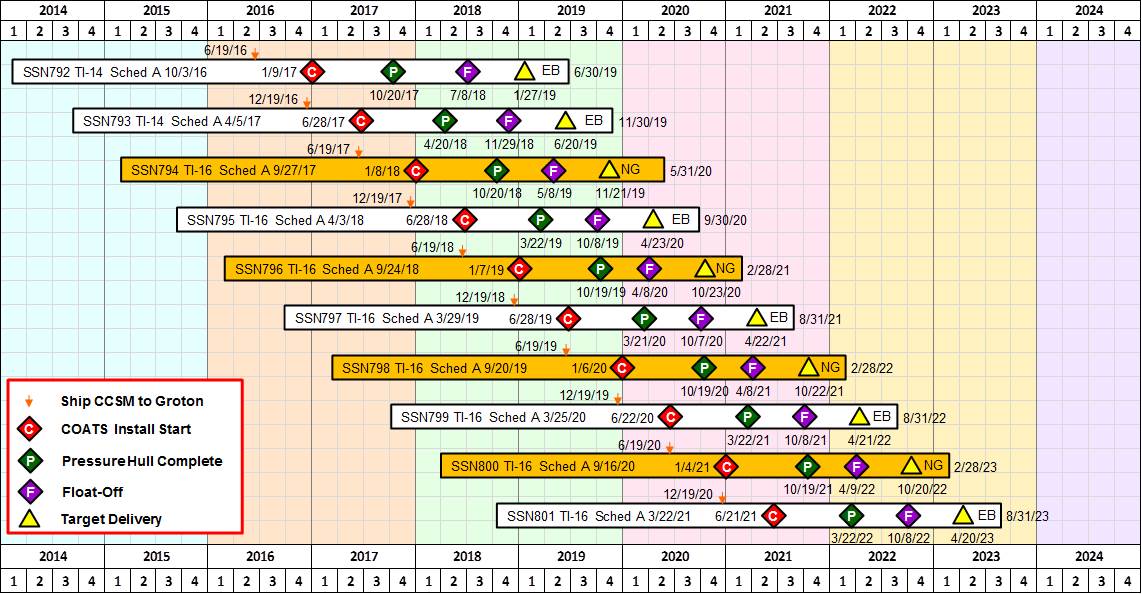 2014 2015 2016 2017 2018 2019 2020 2021 2022 2023 2024
1 2 3 4 1 2 3 4 1 2 3 4 1 2 3 4 1 2 3 4 1 2 3 4 1 2 3 4 1 2 3 4 1 2 3 4 1 2 3 4 1 2 3 4
6/19/16
SSN792 TI-14 Sched A 10/3/16 1/9/17 C P F EB 6/30/19
12/19/16 10/20/17 7/8/18 1/27/19
SSN793 TI-14 Sched A 4/5/17 6/28/17 C P F EB 11/30/19
6/19/17 4/20/18 11/29/18 6/20/19
SSN794 TI-16 Sched A 9/27/17 1/8/18 C P F NG 5/31/20
12/19/17 10/20/18 5/8/19 11/21/19
SSN795 TI-16 Sched A 4/3/18 6/28/18 C P F EB 9/30/20
6/19/18 3/22/19 10/8/19 4/23/20
SSN796 TI-16 Sched A 9/24/18 1/7/19 C P F NG 2/28/21
12/19/18 10/19/19 4/8/20 10/23/20
SSN797 TI-16 Sched A 3/29/19 6/28/19 C P F EB 8/31/21
6/19/19 3/21/20 10/7/20 4/22/21
SSN798 TI-16 Sched A 9/20/19 1/6/20 C P F NG 2/28/22
12/19/19 10/19/20 4/8/21 10/22/21
SSN799 TI-16 Sched A 3/25/20 6/22/20 C P F EB 8/31/22
6/19/20 3/22/21 10/8/21 4/21/22
SSN800 TI-16 Sched A 9/16/20 1/4/21 C P F NG 2/28/23
12/19/20 10/19/21 4/9/22 10/20/22
SSN801 TI-16 Sched A 3/22/21 6/21/21 C P F EB 8/31/23
3/22/22 10/8/22 4/20/23
Ship CCSM to Groton
C COATS Install Start
P Pressure Hull Complete
F Float-Off
Target Delivery
2014 2015 2016 2017 2018 2019 2020 2021 2022 2023 2024
1 2 3 4 1 2 3 4 1 2 3 4 1 2 3 4 1 2 3 4 1 2 3 4 1 2 3 4 1 2 3 4 1 2 3 4 1 2 3 4 1 2 3 4